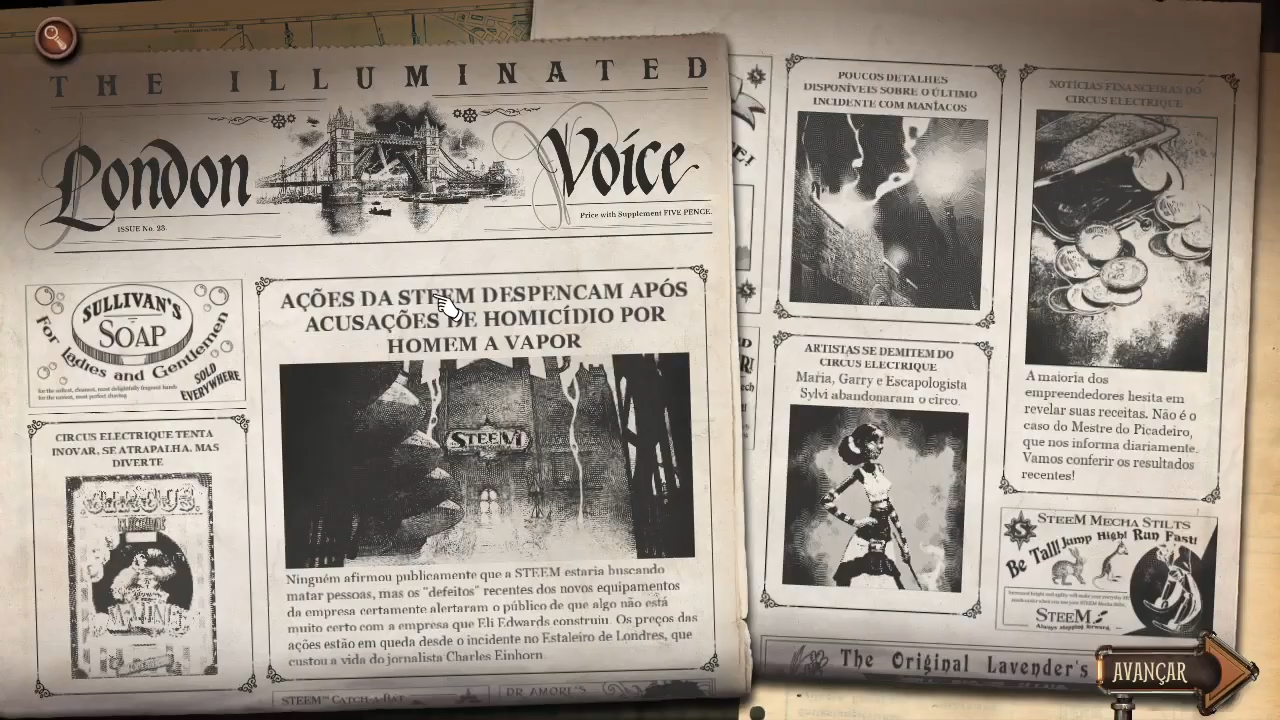 THE ILLUMINATED
London Voice
Price with Supplement FIVE PENCE.
ISSUE No. 23.
SULLIVAN'S
SOAP
For Ladies and Gentlemen
SOLD
EVERYWHERE
CIRCUS ELECTRIQUE TENTA
INOVAR, SE ATRAPALHA, MAS
DIVERTE
AÇÕES DA STEEM DESPENCAM APÓS
ACUSAÇÕES DE HOMICÍDIO POR
HOMEM A VAPOR
STEEM
Ninguém afirmou publicamente que a STEEM estaria buscando
matar pessoas, mas os "defeitos" recentes dos novos equipamentos
da empresa certamente alertaram o público de que algo não está
muito certo com a empresa que Eli Edwards construiu. Os preços das
ações estão em queda desde o incidente no Estaleiro de Londres, que
custou a vida do jornalista Charles Einhorn.
STEEM™ CATCH-A-RAT
DR. AMORI'S
POUCOS DETALHES
DISPONÍVEIS SOBRE O ÚLTIMO
INCIDENTE COM MANÍACOS
ARTISTAS SE DEMITEM DO
CIRCUS ELECTRIQUE
Maria, Garry e Escapologista
Sylvi abandonaram o circo.
NOTÍCIAS FINANCEIRAS DO
CIRCUS ELECTRIQUE
A maioria dos
empreendedores hesita em
revelar suas receitas. Não é o
caso do Mestre do Picadeiro,
que nos informa diariamente.
Vamos conferir os resultados
recentes!
STEEM MECHA STILTS
Be Tall! Jump High! Run Fast!
STEEM
Always stepping forward.
The Original Lavender's
AVANÇAR